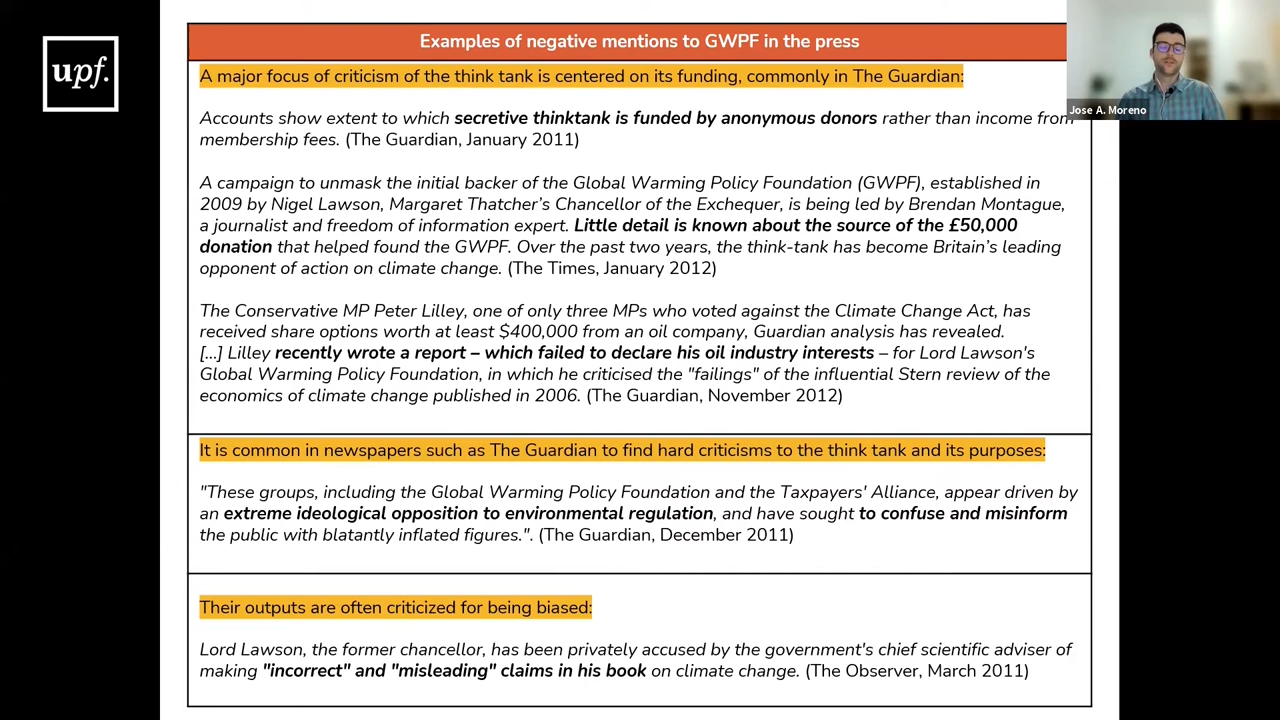 upf.
Examples of negative mentions to GWPF in the press
Jose A. Moreno
A major focus of criticism of the think tank is centered on its funding, commonly in The Guardian:
Accounts show extent to which secretive thinktank is funded by anonymous donors rather than income from
membership fees. (The Guardian, January 2011)
A campaign to unmask the initial backer of the Global Warming Policy Foundation (GWPF), established in
2009 by Nigel Lawson, Margaret Thatcher’s Chancellor of the Exchequer, is being led by Brendan Montague,
a journalist and freedom of information expert. Little detail is known about the source of the £50,000
donation that helped found the GWPF. Over the past two years, the think-tank has become Britain’s leading
opponent of action on climate change. (The Times, January 2012)
The Conservative MP Peter Lilley, one of only three MPs who voted against the Climate Change Act, has
received share options worth at least $400,000 from an oil company, Guardian analysis has revealed.
[...] Lilley recently wrote a report – which failed to declare his oil industry interests – for Lord Lawson's
Global Warming Policy Foundation, in which he criticised the "failings" of the influential Stern review of the
economics of climate change published in 2006. (The Guardian, November 2012)
It is common in newspapers such as The Guardian to find hard criticisms to the think tank and its purposes:
"These groups, including the Global Warming Policy Foundation and the Taxpayers' Alliance, appear driven by
an extreme ideological opposition to environmental regulation, and have sought to confuse and misinform
the public with blatantly inflated figures.". (The Guardian, December 2011)
Their outputs are often criticized for being biased:
Lord Lawson, the former chancellor, has been privately accused by the government's chief scientific adviser of
making "incorrect" and "misleading" claims in his book on climate change. (The Observer, March 2011)